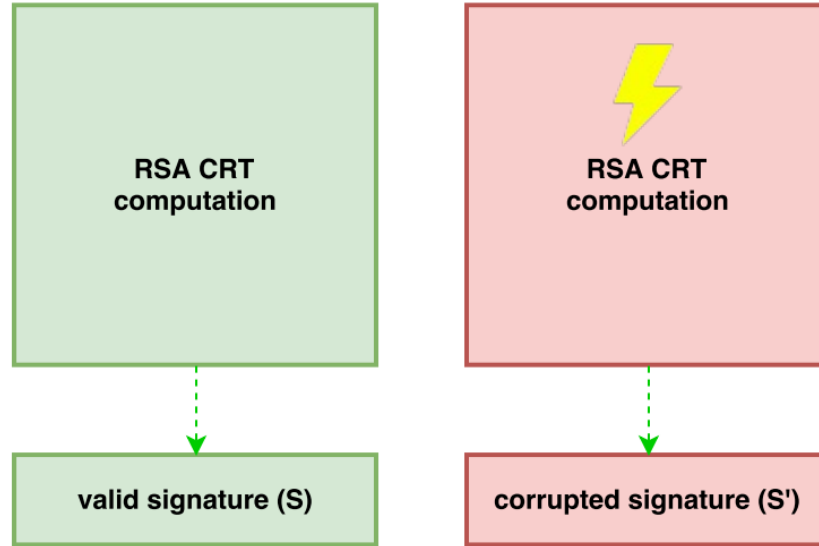 RSA CRT
computation
RSA CRT
computation
valid signature (S)
corrupted signature (S')